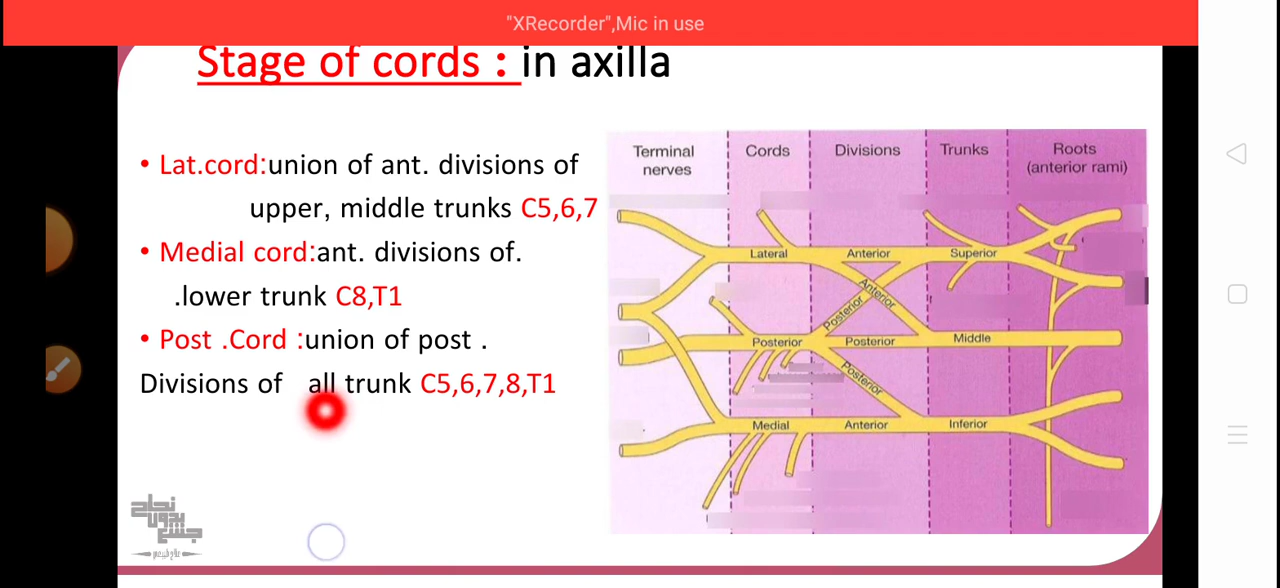 "XRecorder",Mic in use
Stage of cords : in axilla
• Lat.cord:union of ant. divisions of
upper, middle trunks C5,6,7
• Medial cord:ant. divisions of.
.lower trunk C8,T1
• Post .Cord :union of post .
Divisions of all trunk C5,6,7,8,T1
Terminal
nerves
Cords
Divisions
Trunks
Roots
(anterior rami)
Lateral
Anterior
Superior
Anterior
Posterior
Posterior
Posterior
Middle
Posterior
Medial
Anterior
Inferior
نجاح
بدون